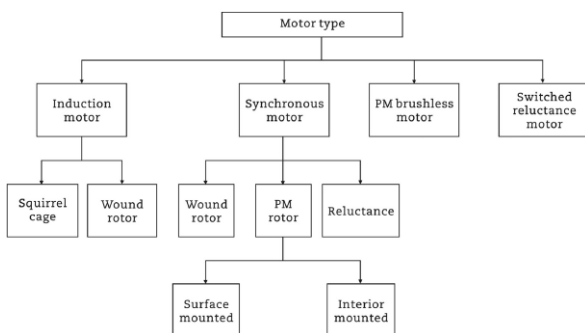 Motor type
Induction
motor
Synchronous
motor
PM brushless
motor
Switched
reluctance
motor
Squirrel
cage
Wound
rotor
Wound
rotor
PM
rotor
Reluctance
Surface
mounted
Interior
mounted